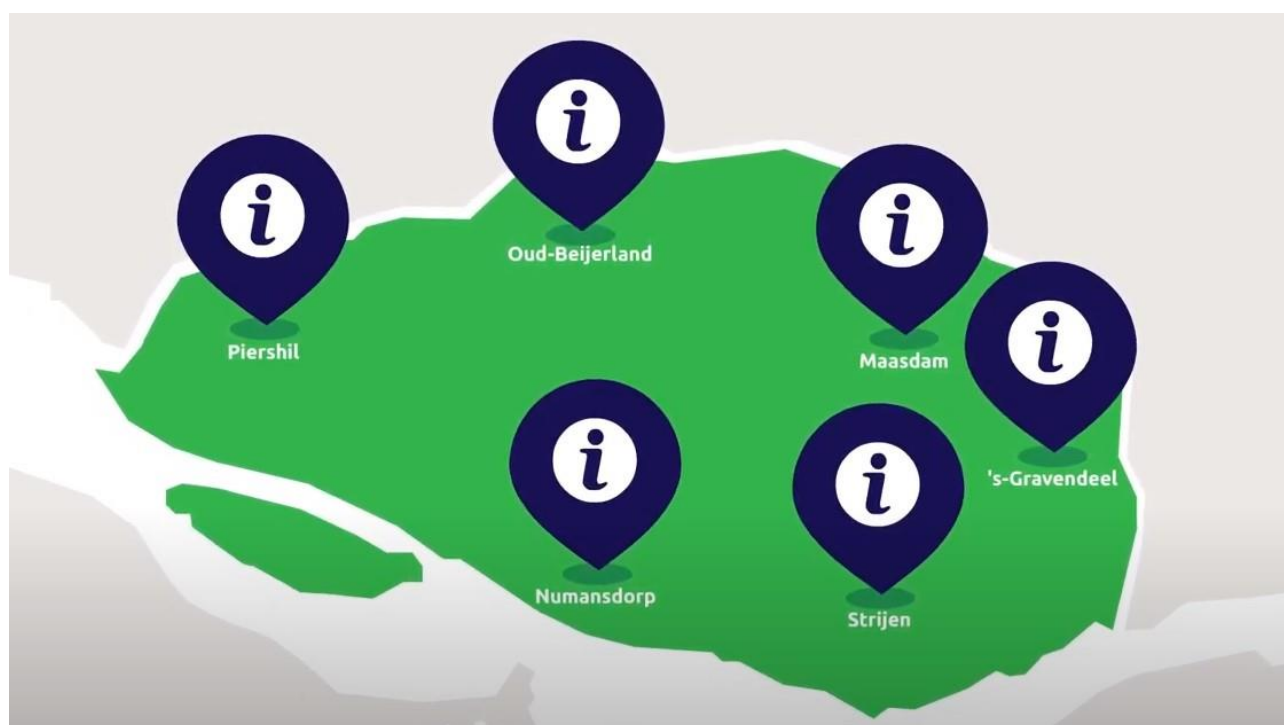 Oud-Beijerland
Piershil
Maasdam
's-Gravendeel
Numansdorp
Strijen